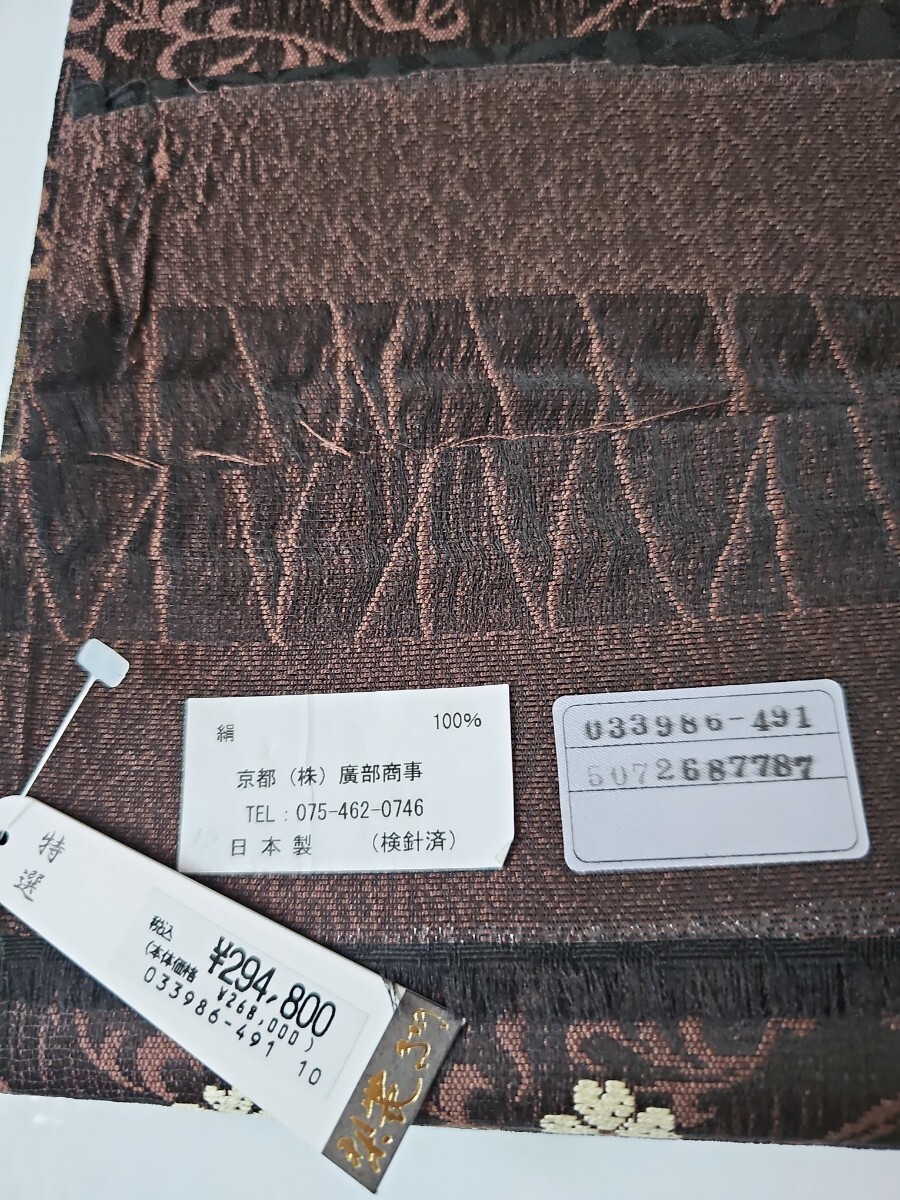 絹 100%
京都（株）廣部商事
TEL：075-462-0746
日本製 （検針済）
033986-491
5072687787
特選
税込 ¥294,800
(本体価格 ¥268,000)
033986-491 10